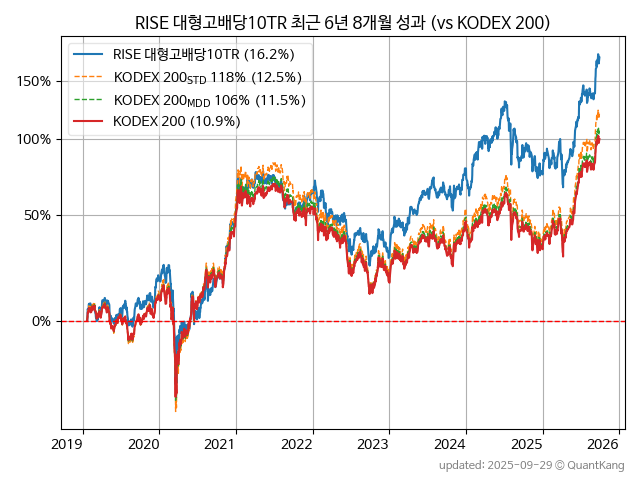 RISE 대형고배당10TR 최근 6년 8개월 성과 (vs KODEX 200)
RISE 대형고배당10TR (16.2%)
KODEX 200STD 118% (12.5%)
KODEX 200MDD 106% (11.5%)
KODEX 200 (10.9%)
150%
100%
50%
0%
2019 2020 2021 2022 2023 2024 2025 2026
updated: 2025-09-29 © QuantKang